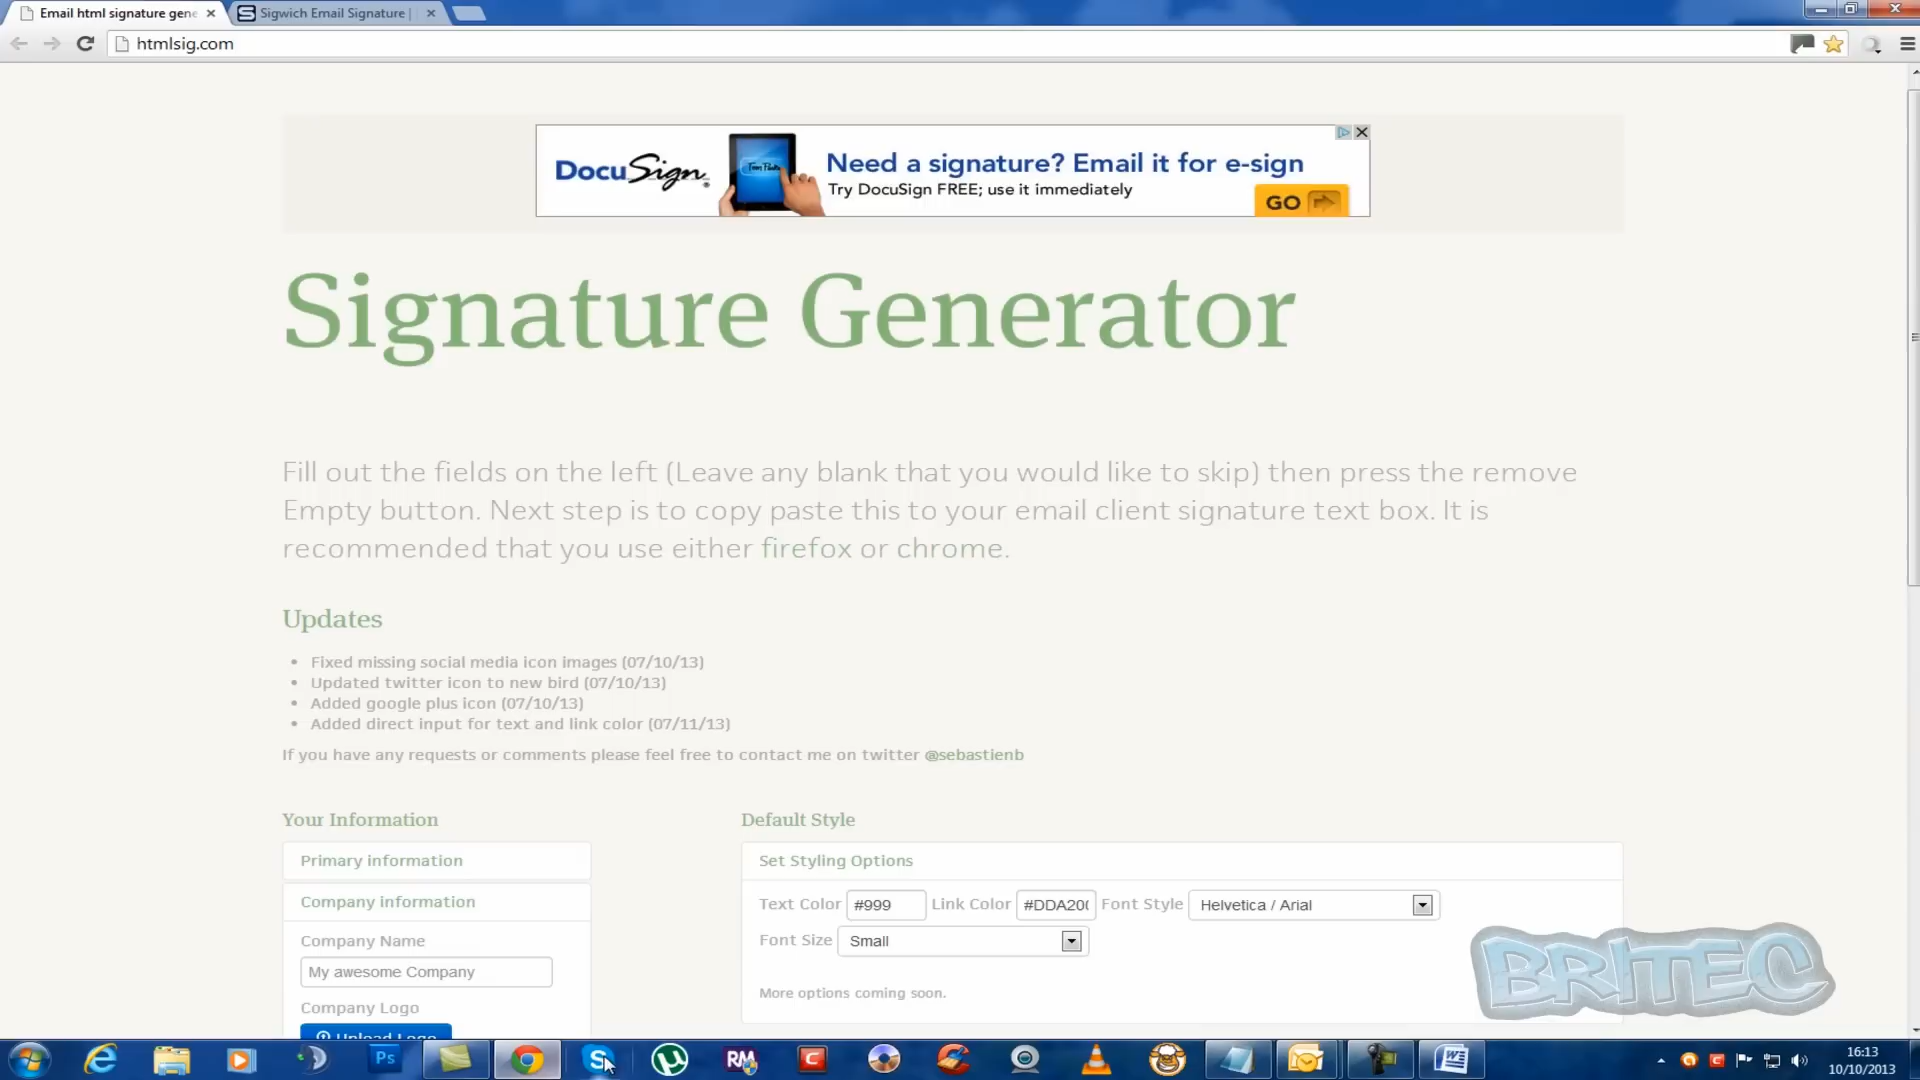 Email html signature gene
Sigwich Email Signature |
htmlsig.com
DocuSign
Need a signature? Email it for e-sign
Try DocuSign FREE; use it immediately
GO
Signature Generator
Fill out the fields on the left (Leave any blank that you would like to skip) then press the remove
Empty button. Next step is to copy paste this to your email client signature text box. It is
recommended that you use either firefox or chrome.
Updates
• Fixed missing social media icon images (07/10/13)
• Updated twitter icon to new bird (07/10/13)
• Added google plus icon (07/10/13)
• Added direct input for text and link color (07/11/13)
If you have any requests or comments please feel free to contact me on twitter @sebastienb
Your Information
Default Style
Primary information
Set Styling Options
Company information
Text Color #999 Link Color #DDA20 Font Style Helvetica / Arial
Company Name
Font Size Small
My awesome Company
More options coming soon.
Company Logo
Upload Logo
BRITEC
Ps
RM
16:13
10/10/2013